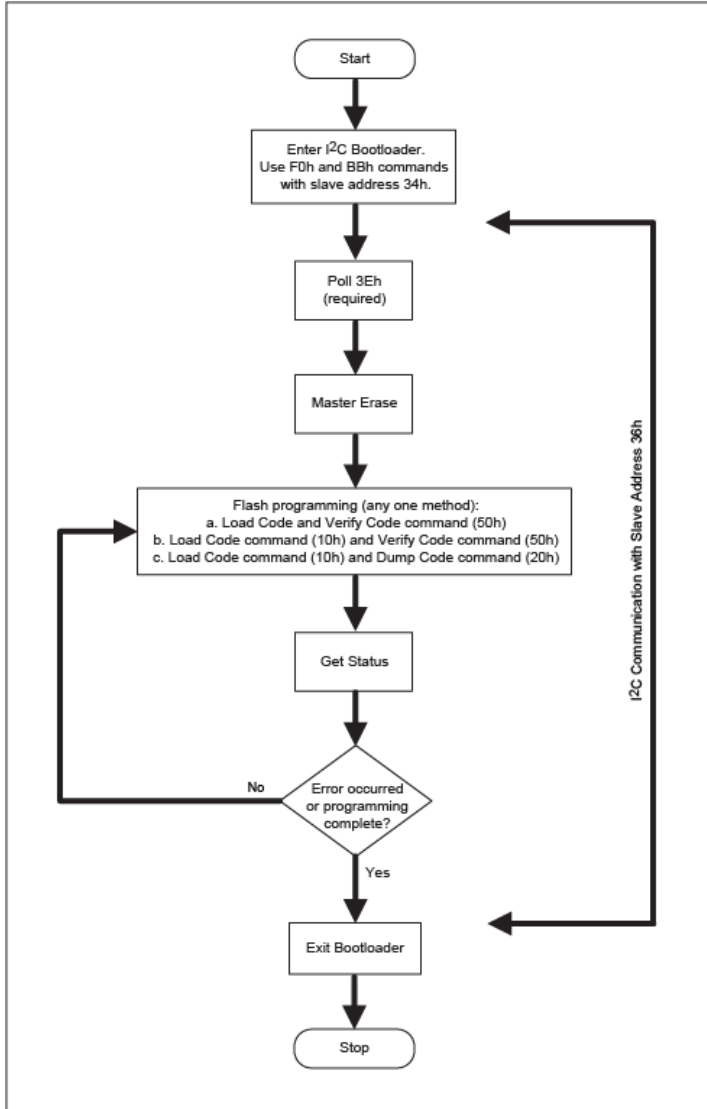 Start
Enter I²C Bootloader.
Use F0h and BBh commands
with slave address 34h.
Poll 3Eh
(required)
Master Erase
Flash programming (any one method):
a. Load Code and Verify Code command (50h)
b. Load Code command (10h) and Verify Code command (50h)
c. Load Code command (10h) and Dump Code command (20h)
Get Status
No
Error occurred
or programming
complete?
Yes
Exit Bootloader
Stop
I²C Communication with Slave Address 36h